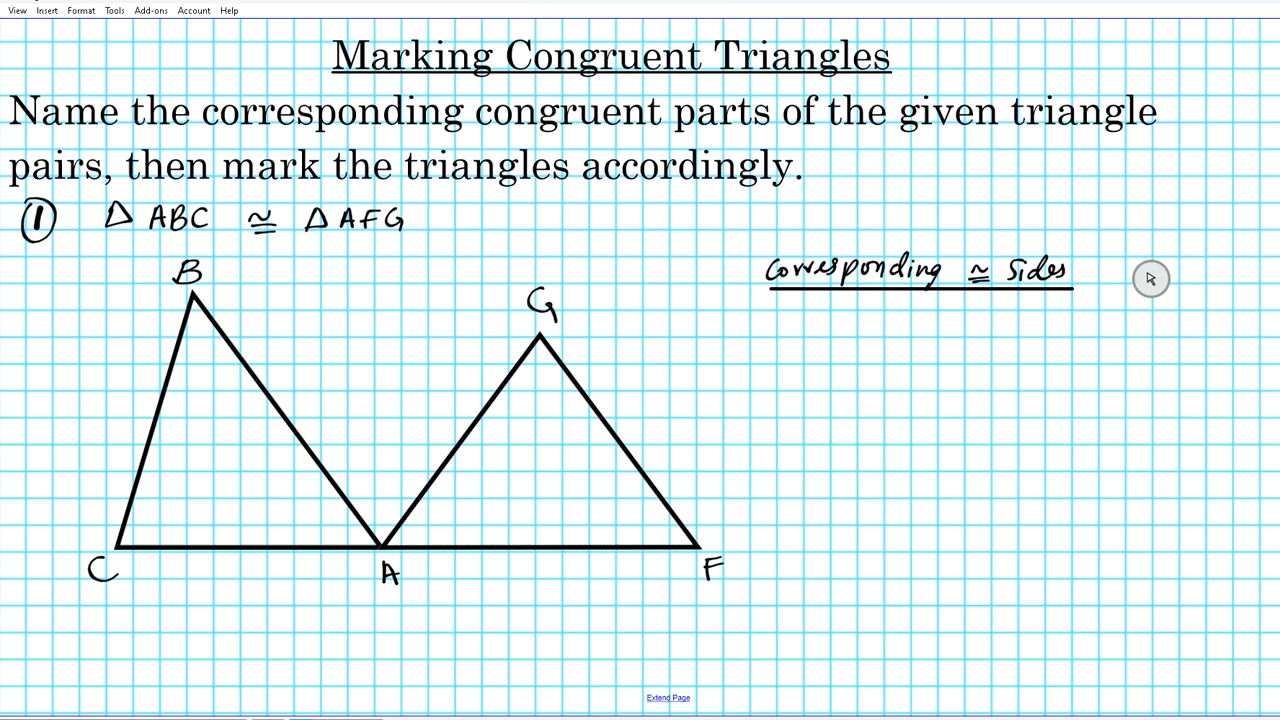 View Insert Format Tools Add-ons Account Help
Marking Congruent Triangles
Name the corresponding congruent parts of the given triangle
pairs, then mark the triangles accordingly.
① △ ABC ≅ △ AFG
Corresponding ≅ sides
B
G
C
A
F
Extend Page